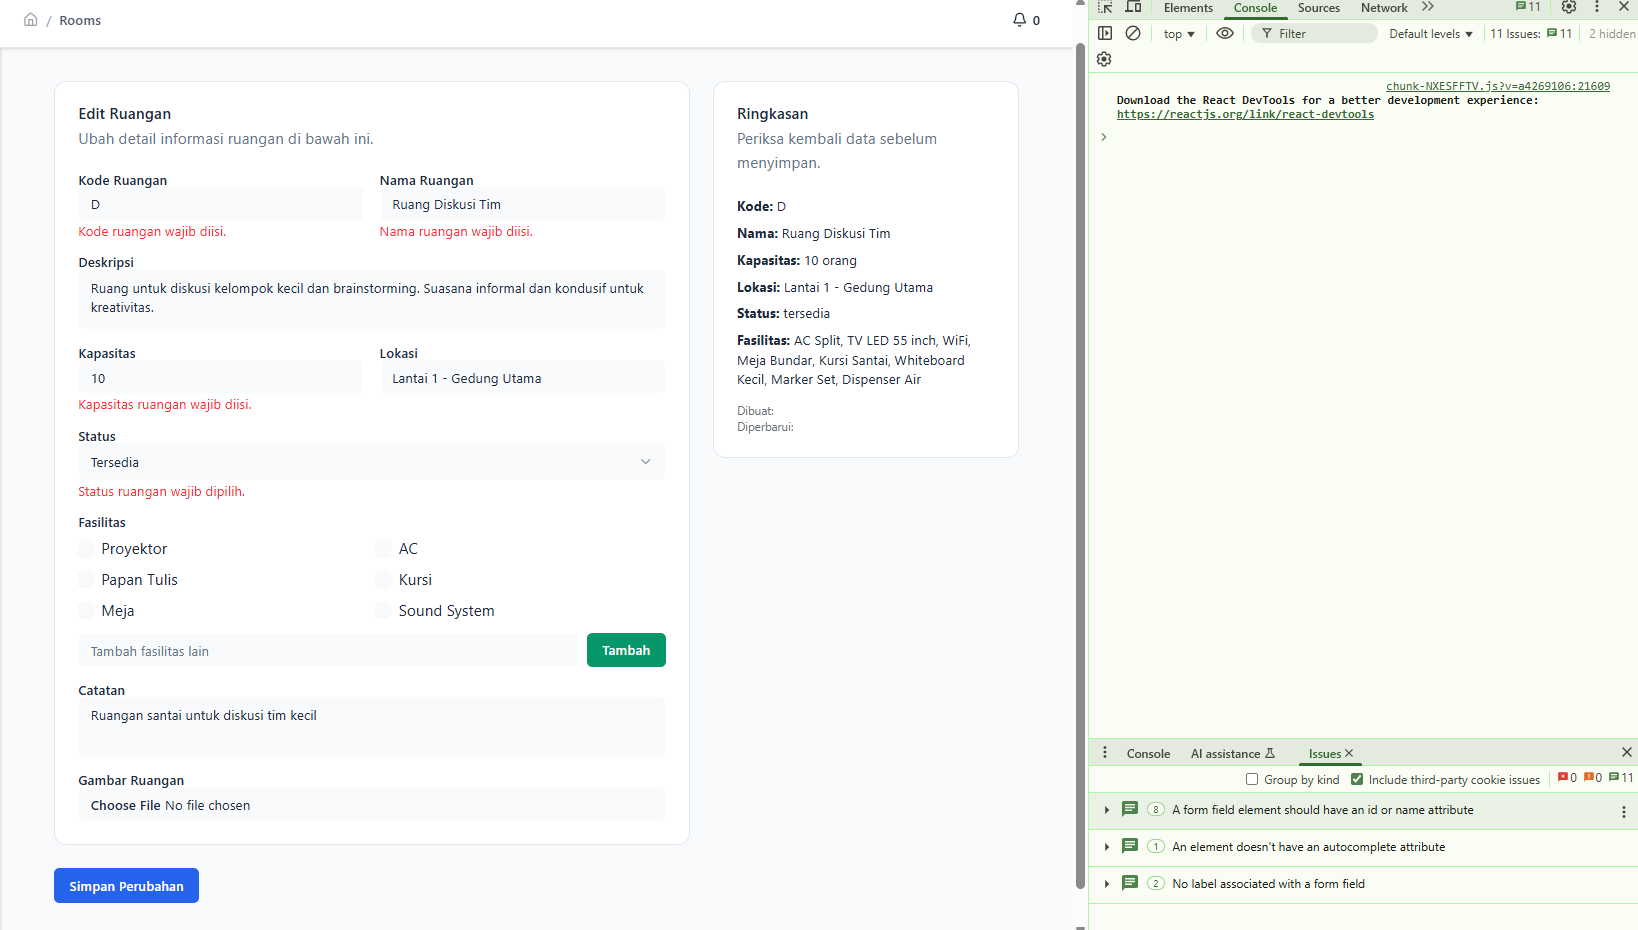 / Rooms
0
Edit Ruangan
Ubah detail informasi ruangan di bawah ini.
Kode Ruangan
D
Kode ruangan wajib diisi.
Nama Ruangan
Ruang Diskusi Tim
Nama ruangan wajib diisi.
Deskripsi
Ruang untuk diskusi kelompok kecil dan brainstorming. Suasana informal dan kondusif untuk
kreativitas.
Kapasitas
10
Kapasitas ruangan wajib diisi.
Lokasi
Lantai 1 - Gedung Utama
Status
Tersedia
Status ruangan wajib dipilih.
Fasilitas
Proyektor
AC
Papan Tulis
Kursi
Meja
Sound System
Tambah fasilitas lain
Tambah
Catatan
Ruangan santai untuk diskusi tim kecil
Gambar Ruangan
Choose File No file chosen
Simpan Perubahan
Ringkasan
Periksa kembali data sebelum
menyimpan.
Kode: D
Nama: Ruang Diskusi Tim
Kapasitas: 10 orang
Lokasi: Lantai 1 - Gedung Utama
Status: tersedia
Fasilitas: AC Split, TV LED 55 inch, WiFi,
Meja Bundar, Kursi Santai, Whiteboard
Kecil, Marker Set, Dispenser Air
Dibuat:
Diperbarui:
Elements Console Sources Network 11
top Filter Default levels 11 Issues: 11 2 hidden
chunk-NXESFFTV.js?v=a4269106:21609
Download the React DevTools for a better development experience:
https://reactjs.org/link/react-devtools
Console AI assistance Issues
Group by kind Include third-party cookie issues 0 0 11
8 A form field element should have an id or name attribute
1 An element doesn't have an autocomplete attribute
2 No label associated with a form field